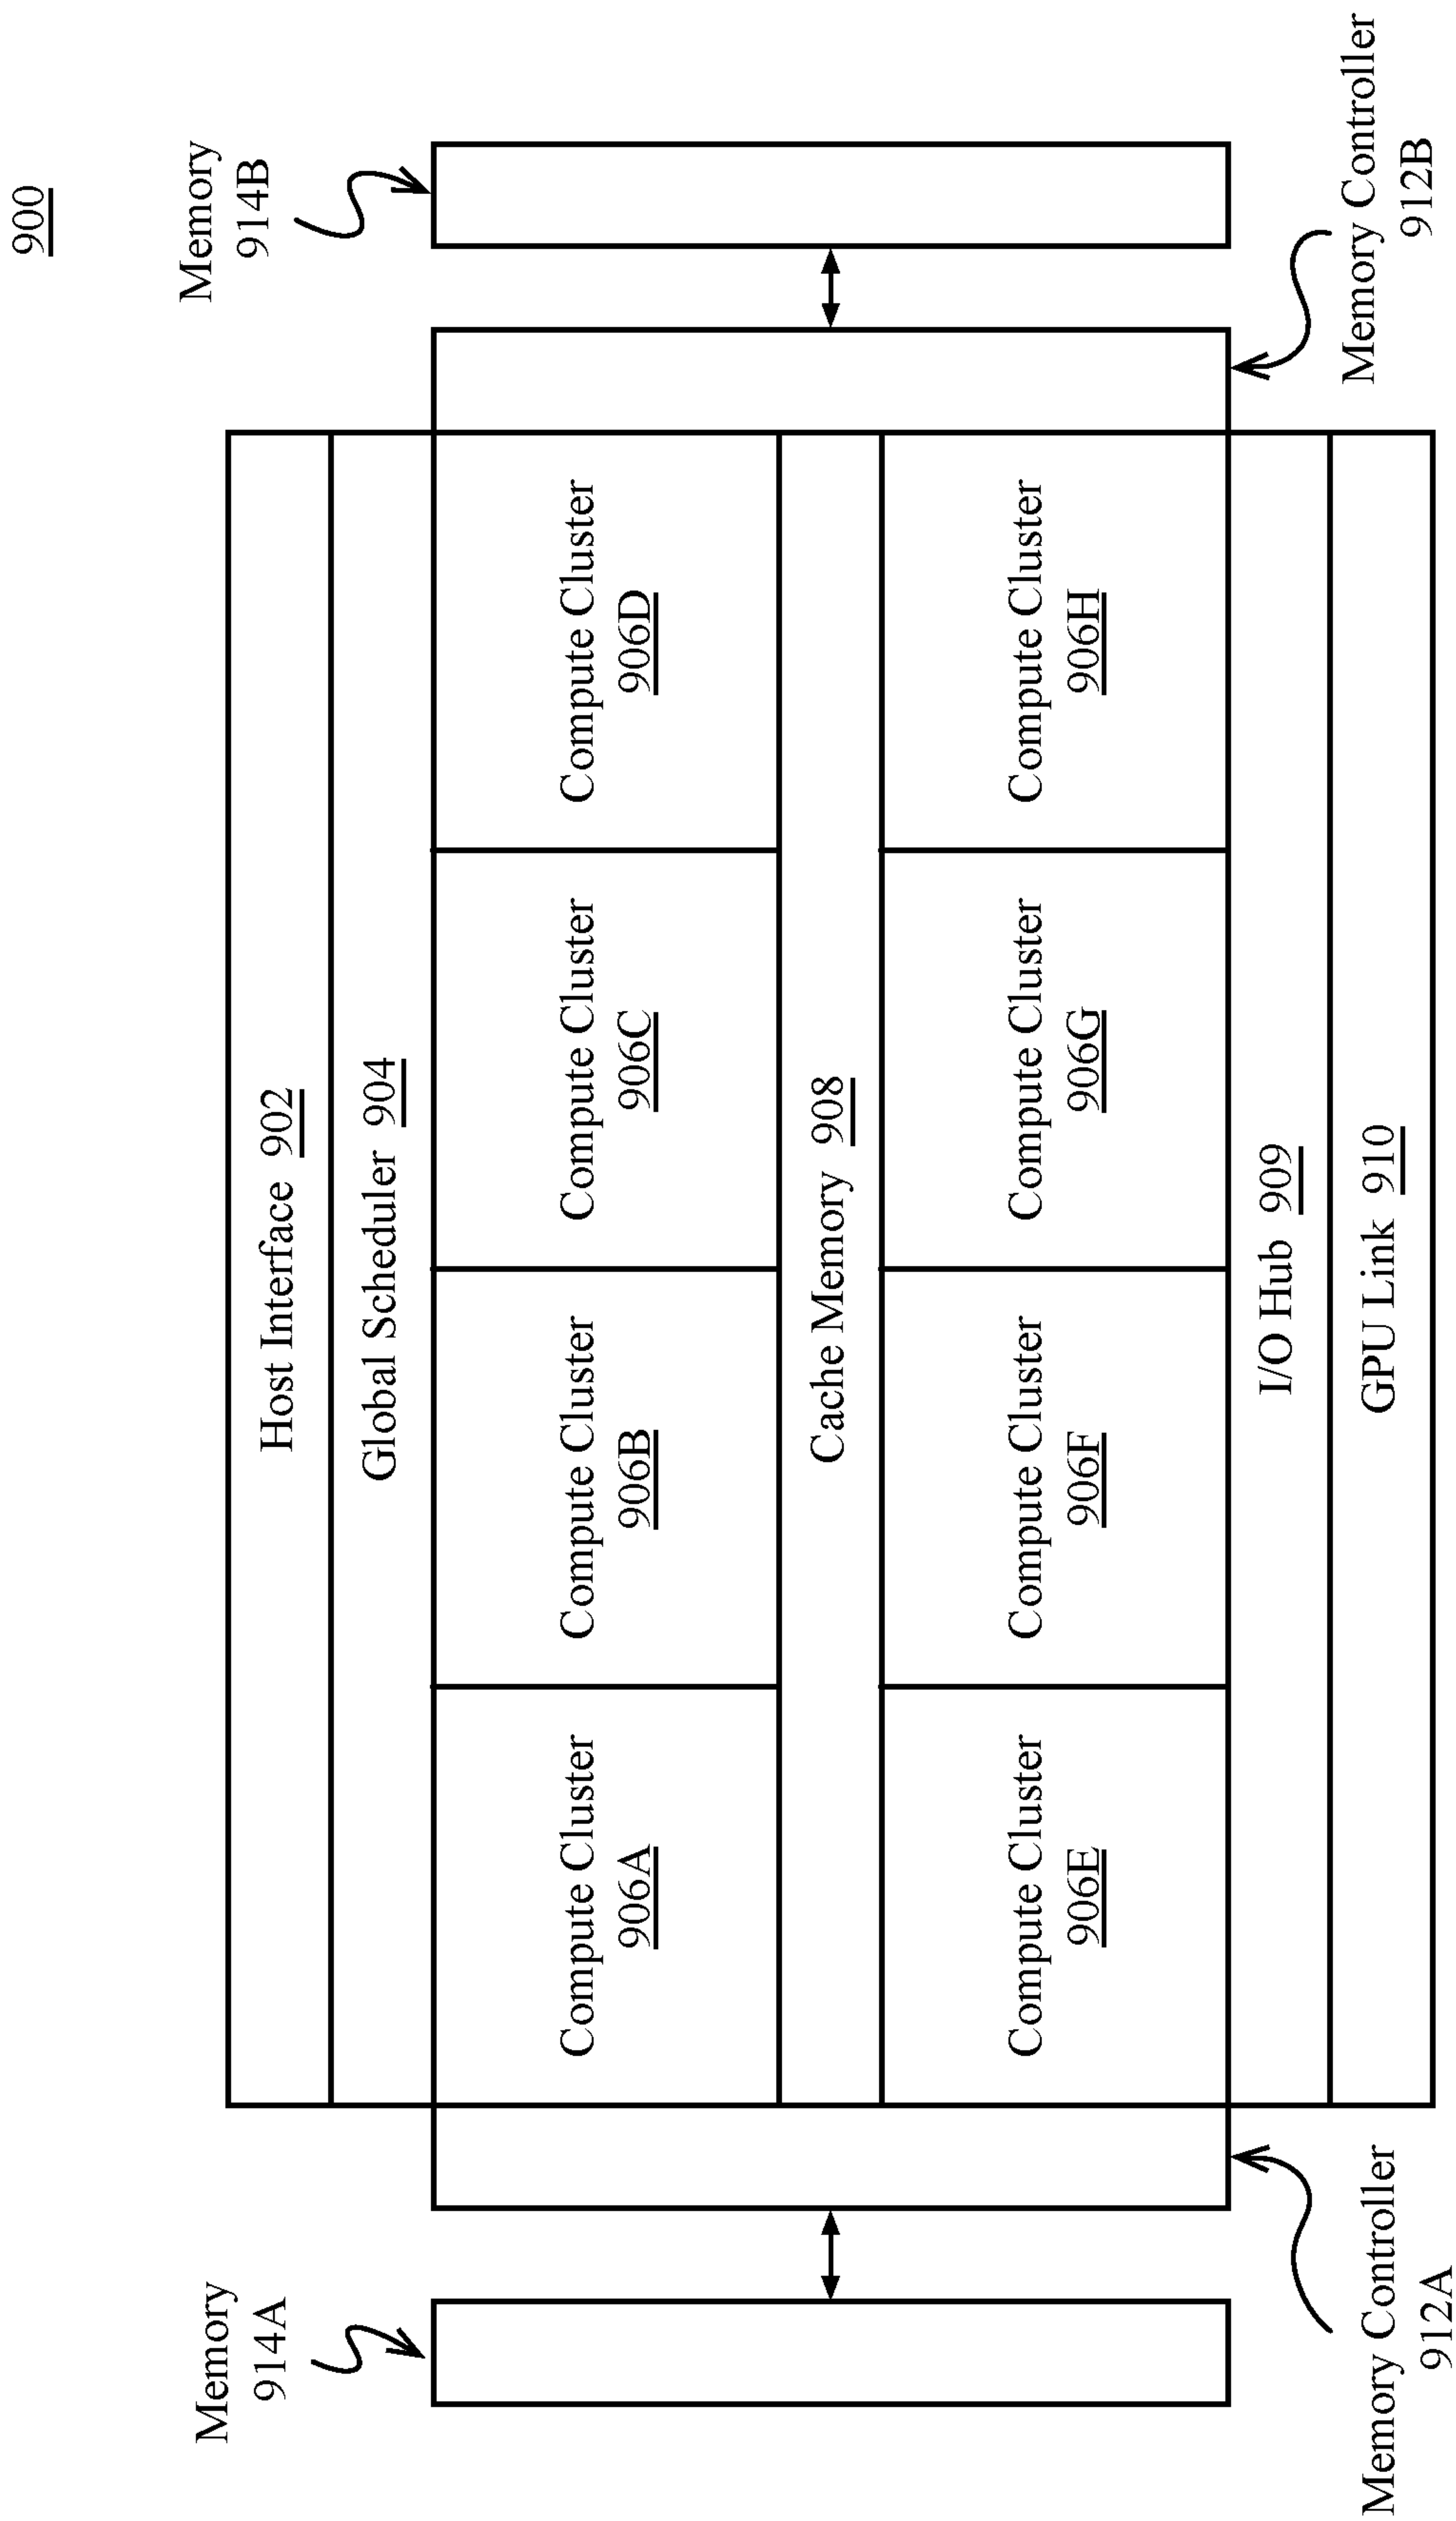 900
Memory
914A
Memory
914B
Host Interface 902
Global Scheduler 904
Compute Cluster
906A
Compute Cluster
906B
Compute Cluster
906C
Compute Cluster
906D
Cache Memory 908
Compute Cluster
906E
Compute Cluster
906F
Compute Cluster
906G
Compute Cluster
906H
I/O Hub 909
GPU Link 910
Memory Controller
912A
Memory Controller
912B